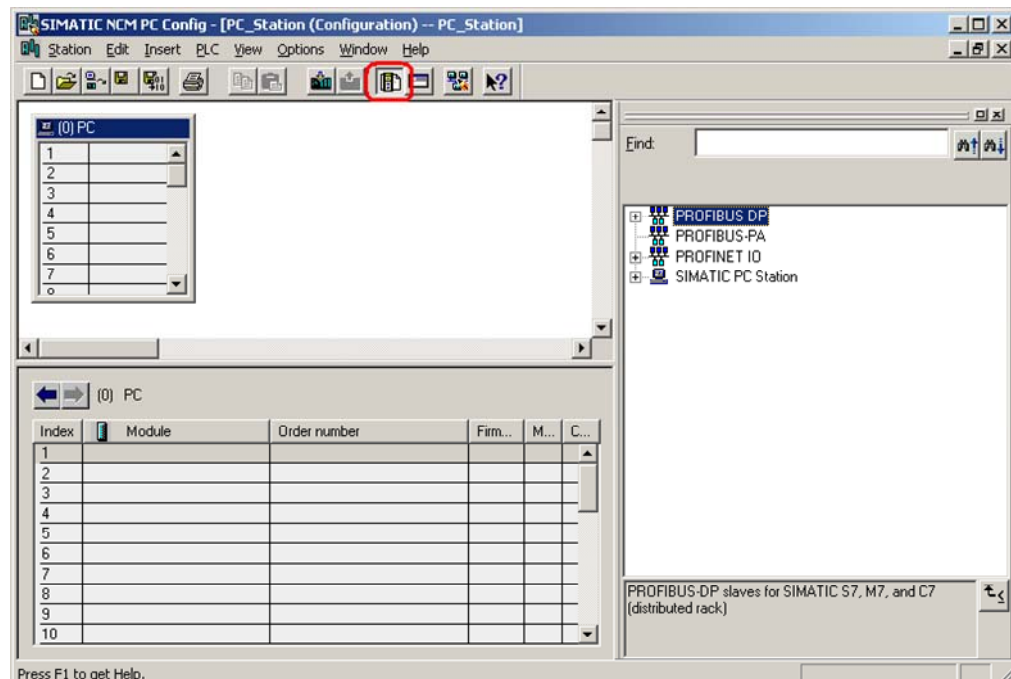 SIMATIC NCM PC Config - [PC_Station (Configuration) -- PC_Station]
Station Edit Insert PLC View Options Window Help
(0) PC
1
2
3
4
5
6
7
Find:
PROFIBUS DP
PROFIBUS-PA
PROFINET IO
SIMATIC PC Station
(0) PC
Index Module Order number Firm... M... C...
1
2
3
4
5
6
7
8
9
10
PROFIBUS-DP slaves for SIMATIC S7, M7, and C7
(distributed rack)
Press F1 to get Help.